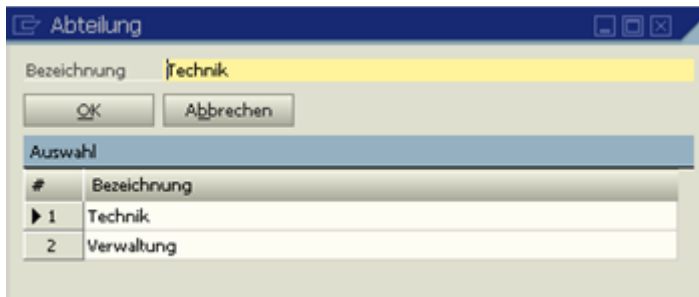 Abteilung
Bezeichnung Technik
OK Abbrechen
Auswahl
# Bezeichnung
1 Technik
2 Verwaltung